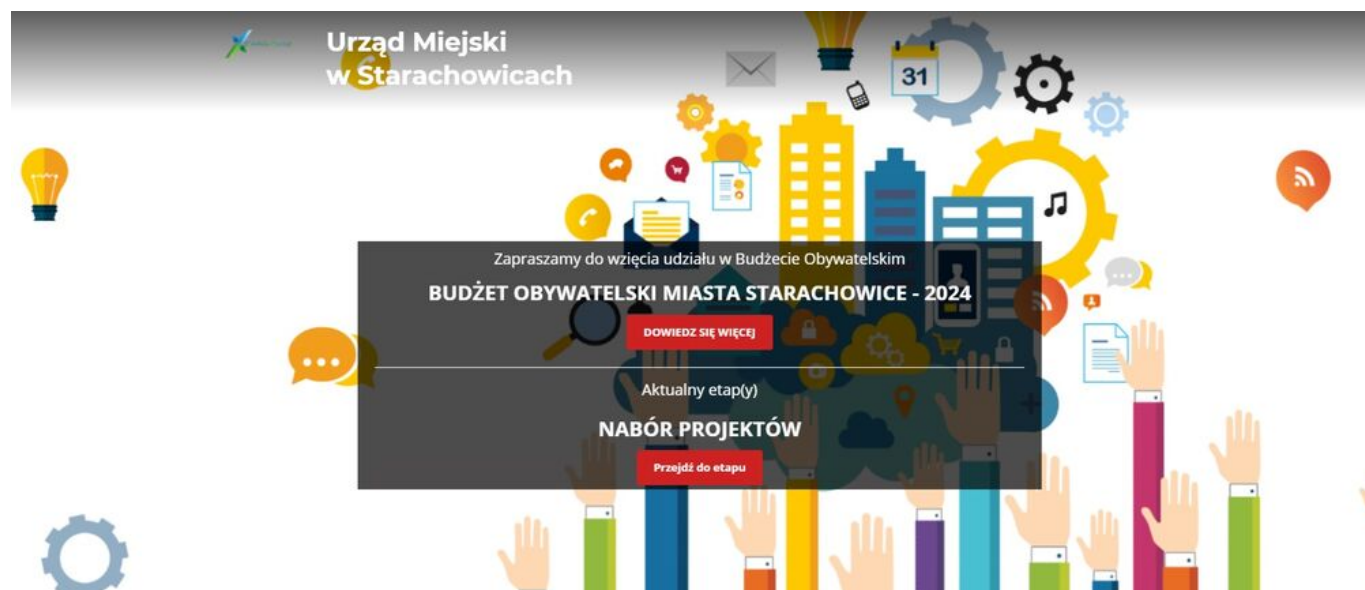 Urząd Miejski
w Starachowicach
31
Zapraszamy do wzięcia udziału w Budżecie Obywatelskim
BUDŻET OBYWATELSKI MIASTA STARACHOWICE - 2024
DOWIEDZ SIĘ WIĘCEJ
Aktualny etap(y)
NABÓR PROJEKTÓW
Przejdź do etapu